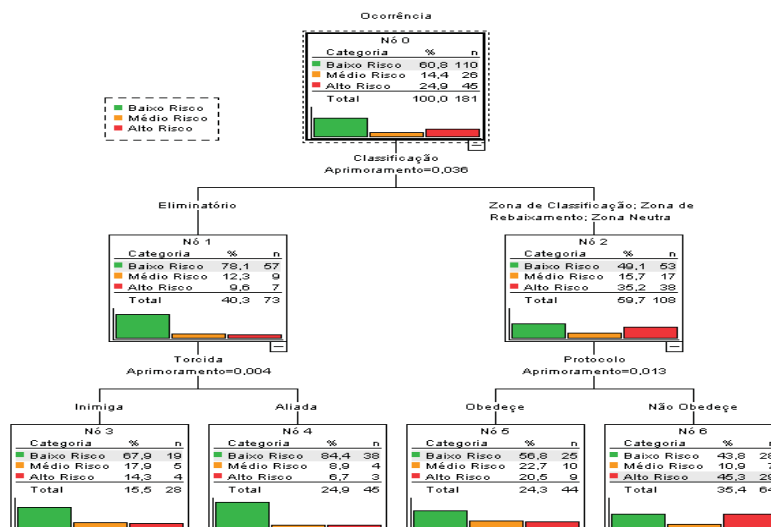 Ocorrência
Nó 0
Categoria % n
Baixo Risco 60,8 110
Médio Risco 14,4 26
Alto Risco 24,9 45
Total 100,0 181
Baixo Risco
Médio Risco
Alto Risco
Classificação
Aprimoramento=0,036
Eliminatório
Zona de Classificação; Zona de
Rebaixamento; Zona Neutra
Nó 1
Categoria % n
Baixo Risco 78,1 57
Médio Risco 12,3 9
Alto Risco 9,6 7
Total 40,3 73
Nó 2
Categoria % n
Baixo Risco 49,1 53
Médio Risco 15,7 17
Alto Risco 35,2 38
Total 59,7 108
Torcida
Aprimoramento=0,004
Protocolo
Aprimoramento=0,013
Inimiga
Aliada
Obedeçe
Não Obedeçe
Nó 3
Categoria % n
Baixo Risco 67,9 19
Médio Risco 17,9 5
Alto Risco 14,3 4
Total 15,5 28
Nó 4
Categoria % n
Baixo Risco 84,4 38
Médio Risco 8,9 4
Alto Risco 6,7 3
Total 24,9 45
Nó 5
Categoria % n
Baixo Risco 56,8 25
Médio Risco 22,7 10
Alto Risco 20,5 9
Total 24,3 44
Nó 6
Categoria % n
Baixo Risco 43,8 28
Médio Risco 10,9 7
Alto Risco 45,3 29
Total 35,4 64